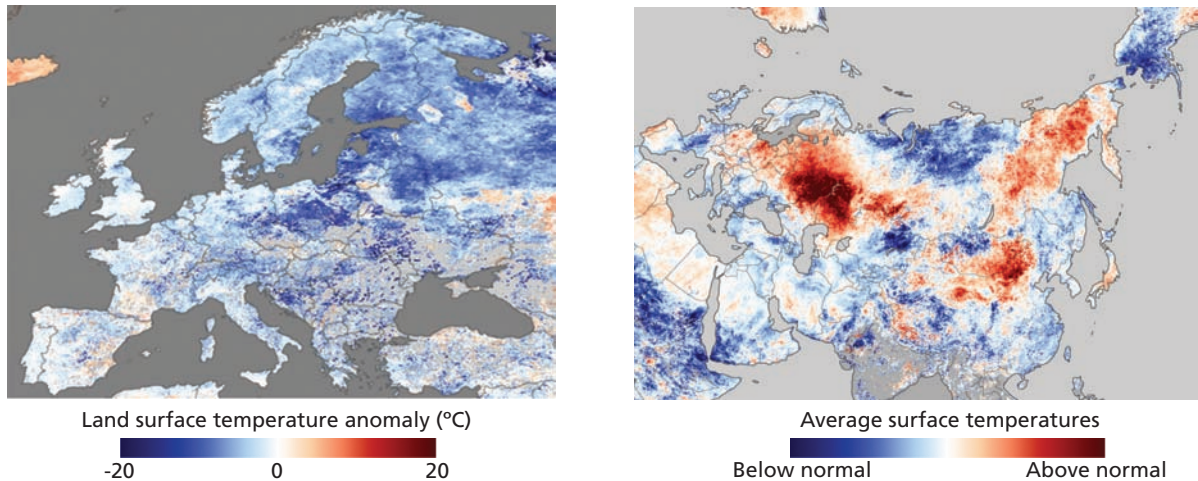 Land surface temperature anomaly (ºC)
-20 0 20
Average surface temperatures
Below normal Above normal